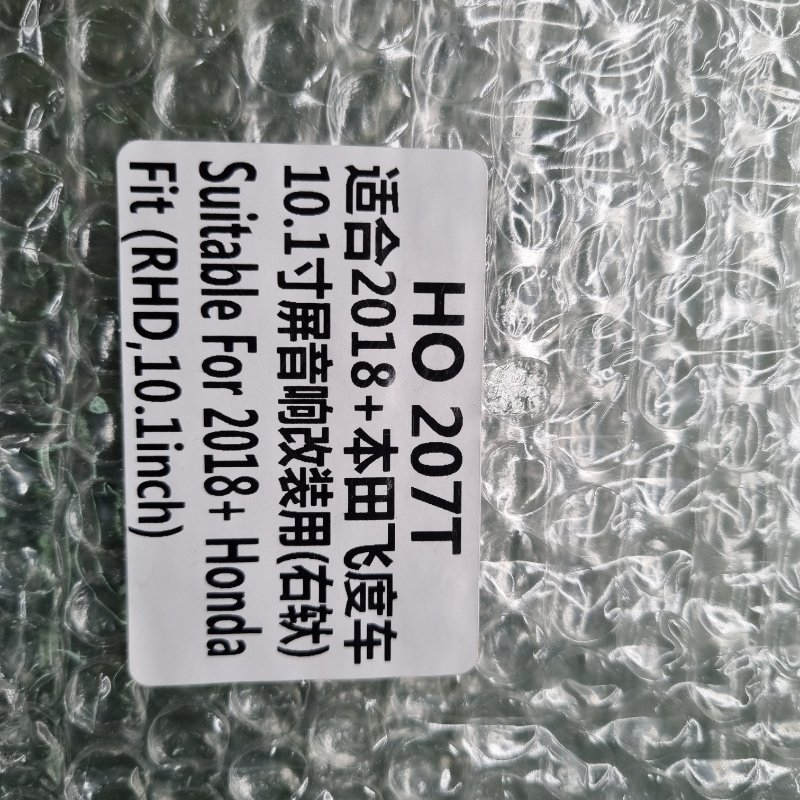 HO 207T
适合2018+本田飞度车
10.1寸屏音响改装用(右軚)
Suitable For 2018+ Honda
Fit (RHD,10.1inch)